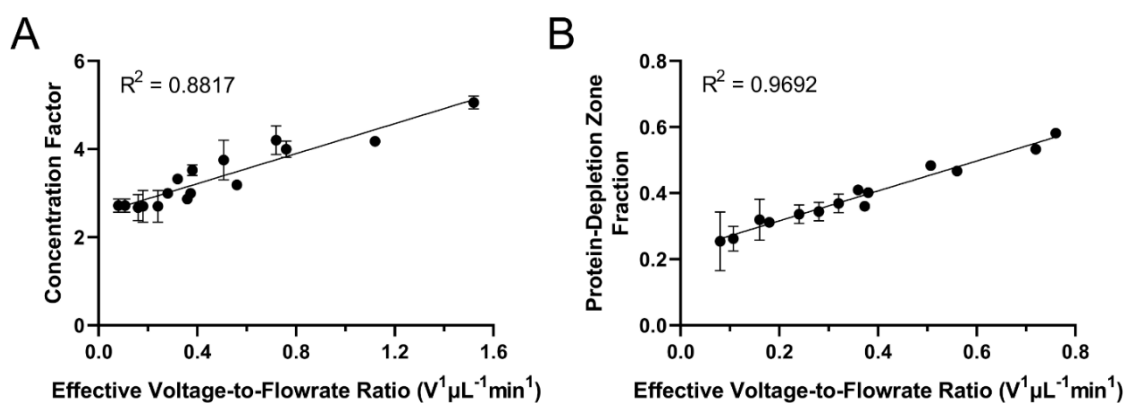 A
R² = 0.8817
Concentration Factor
6
4
2
0
0.0 0.4 0.8 1.2 1.6
Effective Voltage-to-Flowrate Ratio (V¹µL⁻¹min¹)
B
R² = 0.9692
Protein-Depletion Zone
Fraction
0.8
0.6
0.4
0.2
0.0
0.0 0.2 0.4 0.6 0.8
Effective Voltage-to-Flowrate Ratio (V¹µL⁻¹min¹)